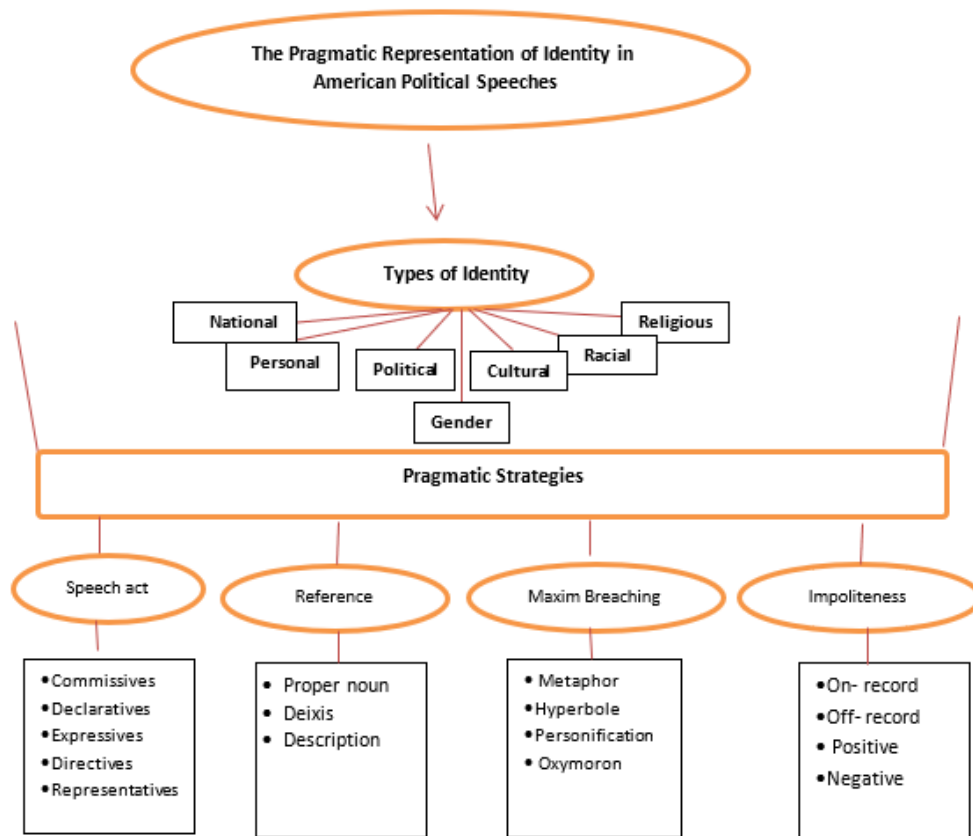 The Pragmatic Representation of Identity in
American Political Speeches
Types of Identity
National
Religious
Personal
Political
Cultural
Racial
Gender
Pragmatic Strategies
Speech act
Reference
Maxim Breaching
Impoliteness
•Commissives
•Declaratives
•Expressives
•Directives
•Representatives
• Proper noun
• Deixis
• Description
• Metaphor
• Hyperbole
• Personification
• Oxymoron
•On- record
•Off- record
• Positive
•Negative